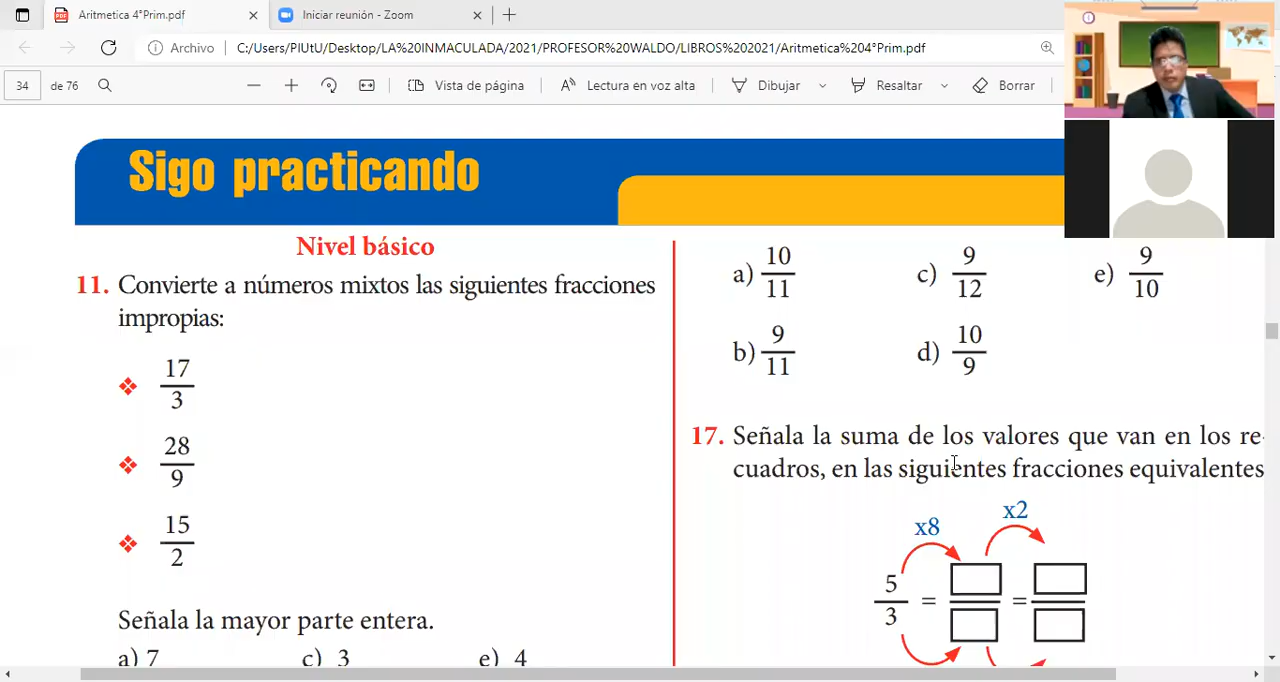 Aritmetica 4°Prim.pdf
Iniciar reunión - Zoom
Archivo
C:/Users/PIUtU/Desktop/LA%20INMACULADA/2021/PROFESOR%20WALDO/LIBROS%202021/Aritmetica%204°Prim.pdf
34 de 76
Vista de página
Lectura en voz alta
Dibujar
Resaltar
Borrar
Sigo practicando
Nivel básico
11. Convierte a números mixtos las siguientes fracciones
impropias:
❖ 17/3
❖ 28/9
❖ 15/2
Señala la mayor parte entera.
a) 7 c) 3 e) 4
a) 10/11 c) 9/12 e) 9/10
b) 9/11 d) 10/9
17. Señala la suma de los valores que van en los re-
cuadros, en las siguientes fracciones equivalentes
x8 x2
5/3 = =